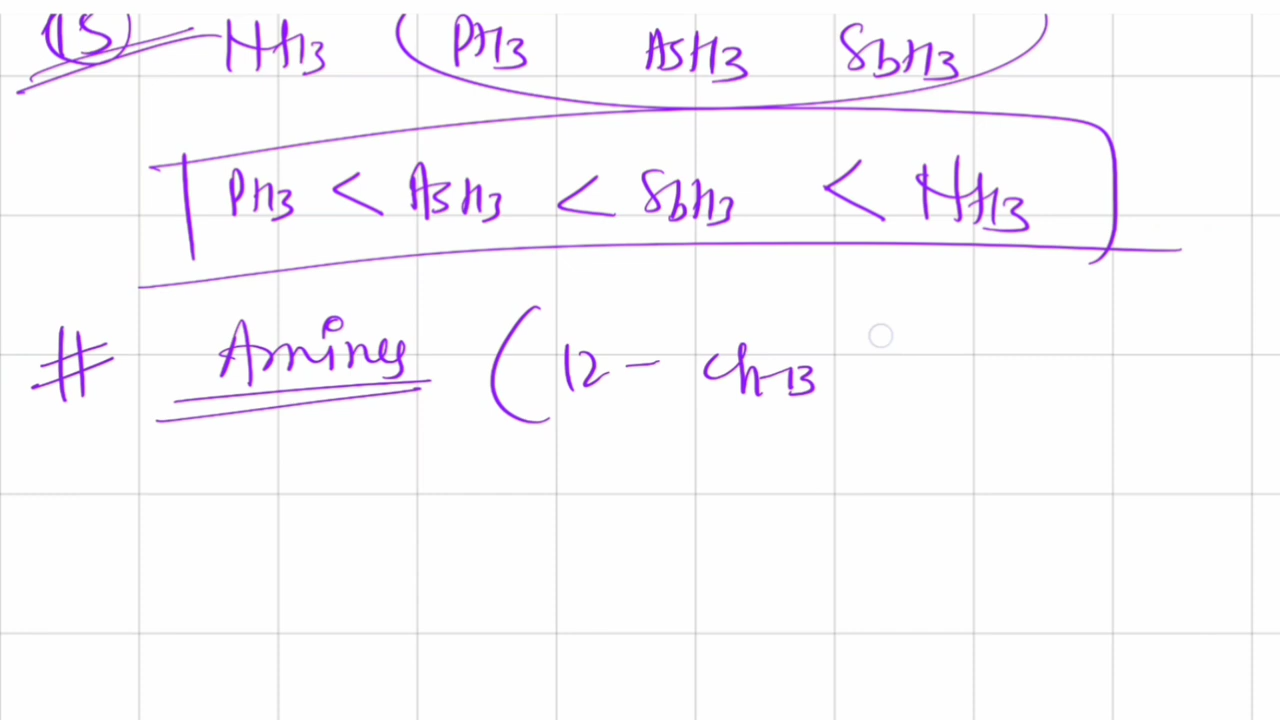 (15) NH3 PH3 AsH3 SbH3
PH3 < AsH3 < SbH3 < NH3
# Amines (12 - Ch-13